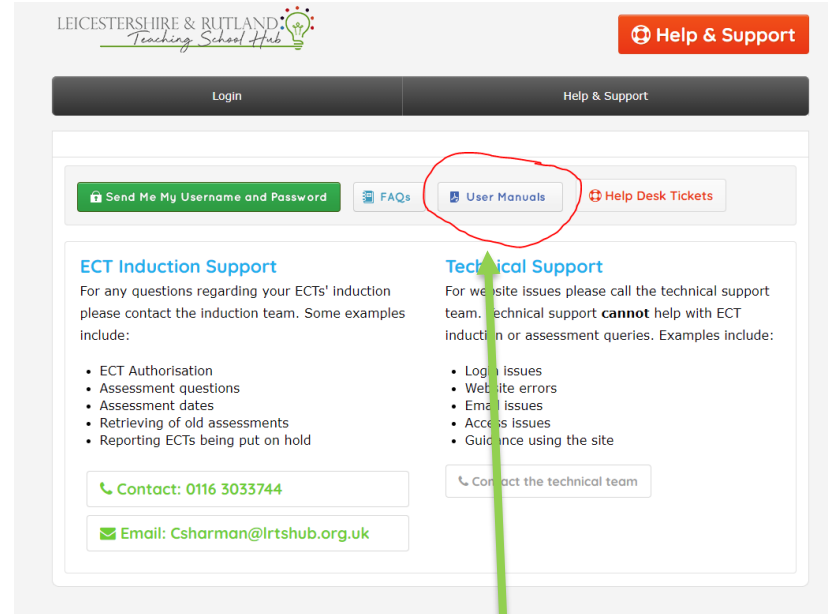 LEICESTERSHIRE & RUTLAND
Teaching School Hub
Help & Support
Login
Help & Support
Send Me My Username and Password
FAQs
User Manuals
Help Desk Tickets
ECT Induction Support
For any questions regarding your ECTs' induction
please contact the induction team. Some examples
include:
• ECT Authorisation
• Assessment questions
• Assessment dates
• Retrieving of old assessments
• Reporting ECTs being put on hold
Contact: 0116 3033744
Email: Csharman@lrtshub.org.uk
Technical Support
For website issues please call the technical support
team. Technical support cannot help with ECT
induction or assessment queries. Examples include:
• Login issues
• Website errors
• Email issues
• Access issues
• Guidance using the site
Contact the technical team